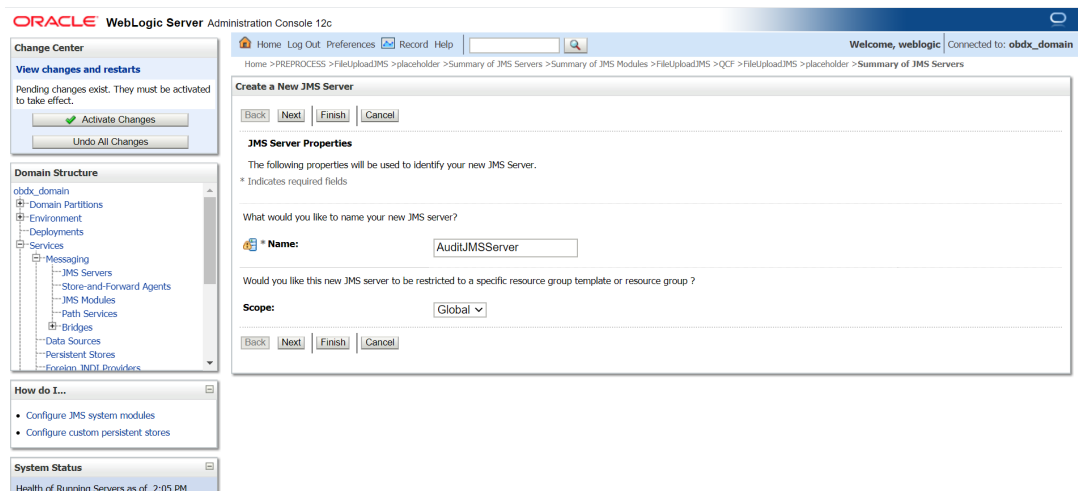 ORACLE WebLogic Server Administration Console 12c
Change Center
View changes and restarts
Pending changes exist. They must be activated
to take effect.
Activate Changes
Undo All Changes
Domain Structure
obdx_domain
Domain Partitions
Environment
Deployments
Services
Messaging
JMS Servers
Store-and-Forward Agents
JMS Modules
Path Services
Bridges
Data Sources
Persistent Stores
Foreign JNDI Providers
How do I...
Configure JMS system modules
Configure custom persistent stores
System Status
Health of Running Servers as of 2:05 PM
Home Log Out Preferences Record Help
Welcome, weblogic Connected to: obdx_domain
Home >PREPROCESS >FileUploadJMS >placeholder >Summary of JMS Servers >Summary of JMS Modules >FileUploadJMS >QCF >FileUploadJMS >placeholder >Summary of JMS Servers
Create a New JMS Server
Back Next Finish Cancel
JMS Server Properties
The following properties will be used to identify your new JMS Server.
* Indicates required fields
What would you like to name your new JMS server?
* Name: AuditJMSServer
Would you like this new JMS server to be restricted to a specific resource group template or resource group ?
Scope: Global
Back Next Finish Cancel